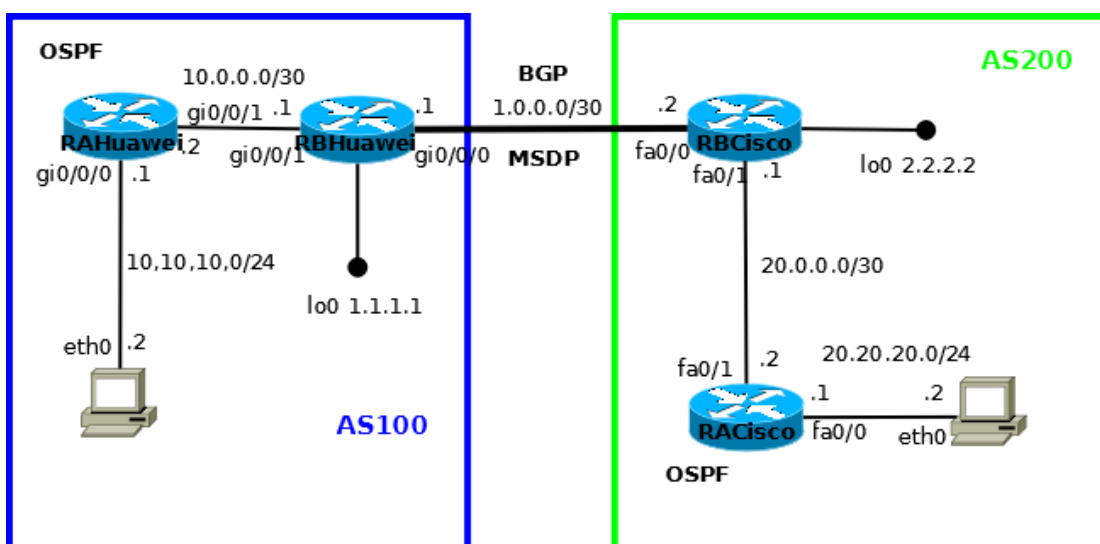 OSPF
AS200
10.0.0.0/30
BGP
gi0/0/1
.1
.1
1.0.0.0/30
.2
RAHuawei
.2
RBHuawei
RBCisco
gi0/0/1
gi0/0/0
MSDP
fa0/0
lo0 2.2.2.2
gi0/0/0
.1
fa0/1
.1
10,10,10,0/24
20.0.0.0/30
lo0 1.1.1.1
eth0
.2
fa0/1
.2
20.20.20.0/24
.1
.2
AS100
RACisco
fa0/0
eth0
OSPF